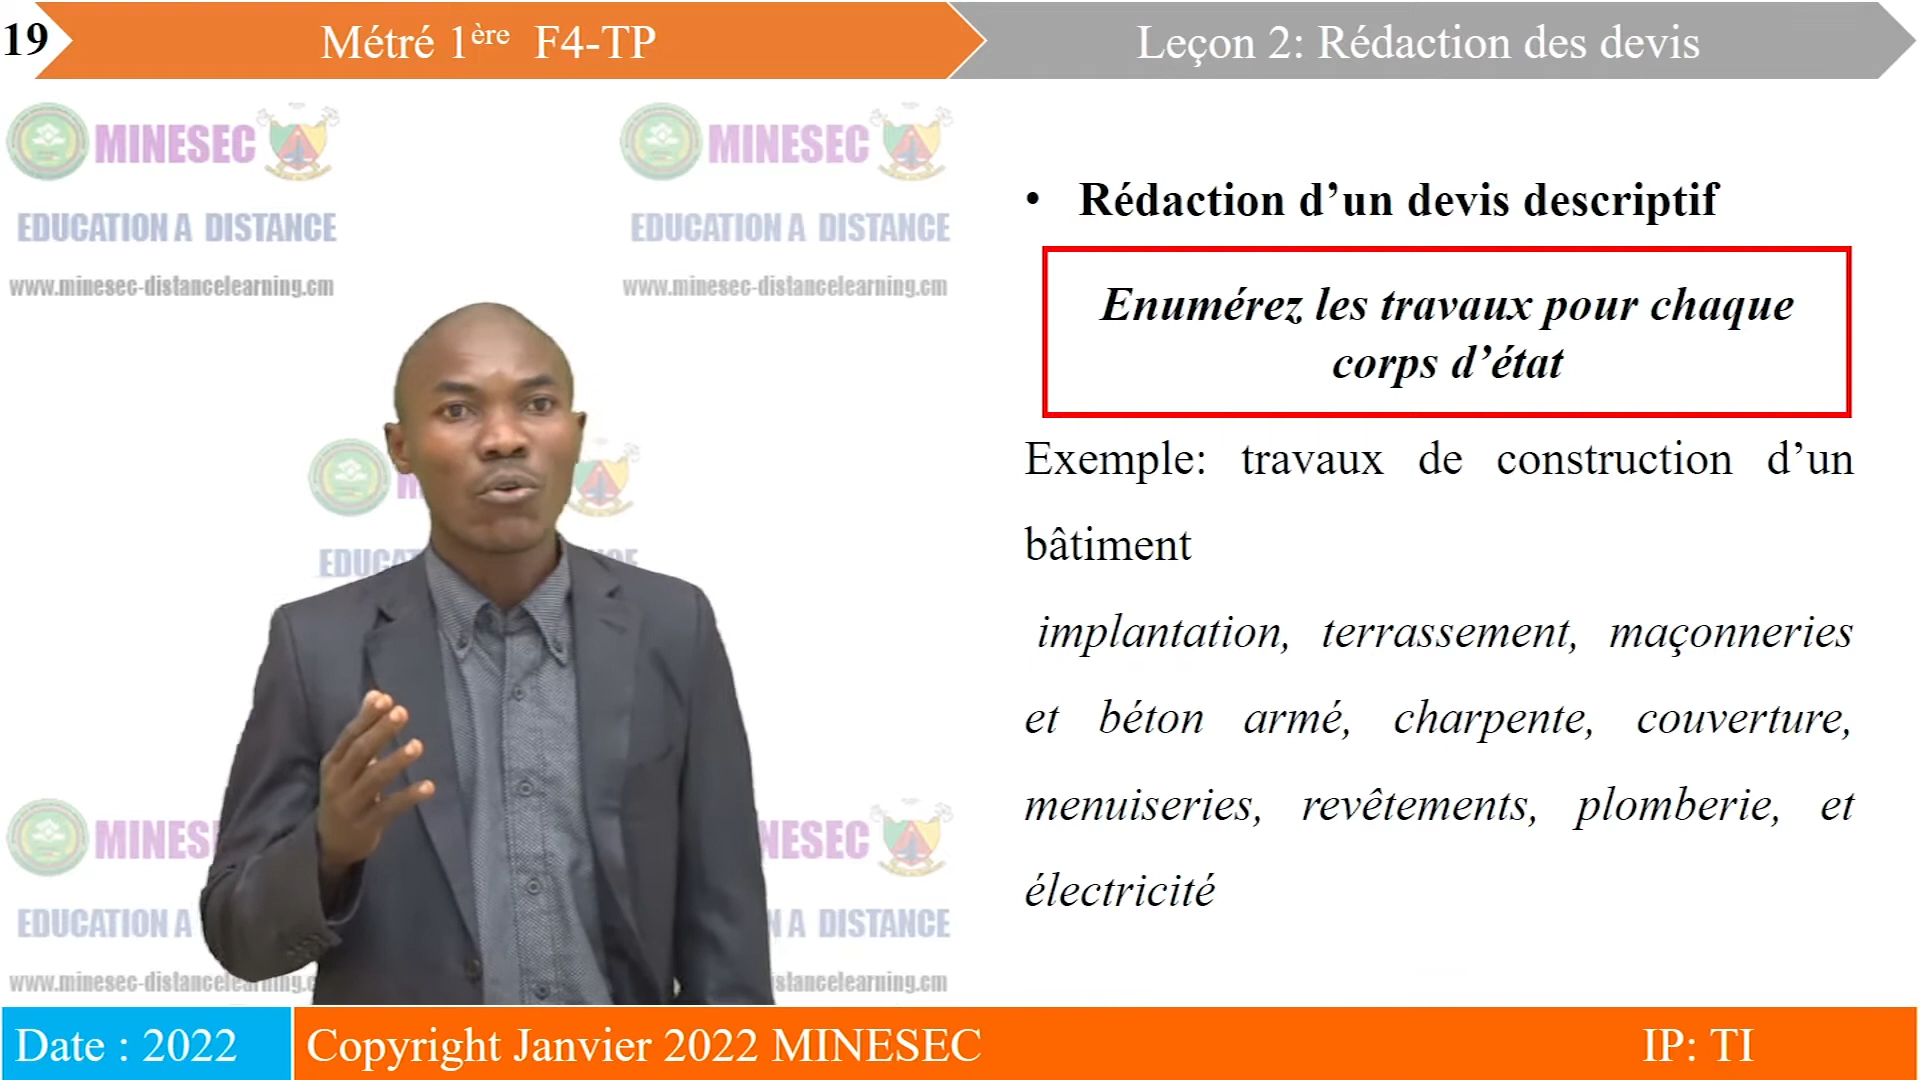 19
Métré 1ère F4-TP
Leçon 2: Rédaction des devis
MINESEC
EDUCATION A DISTANCE
www.minesec-distancelearning.cm
MINESEC
EDUCATION A DISTANCE
www.minesec-distancelearning.cm
• Rédaction d’un devis descriptif
Enumérez les travaux pour chaque
corps d’état
Exemple: travaux de construction d’un
bâtiment
implantation, terrassement, maçonneries
et béton armé, charpente, couverture,
menuiseries, revêtements, plomberie, et
électricité
Date : 2022
Copyright Janvier 2022 MINESEC
IP: TI